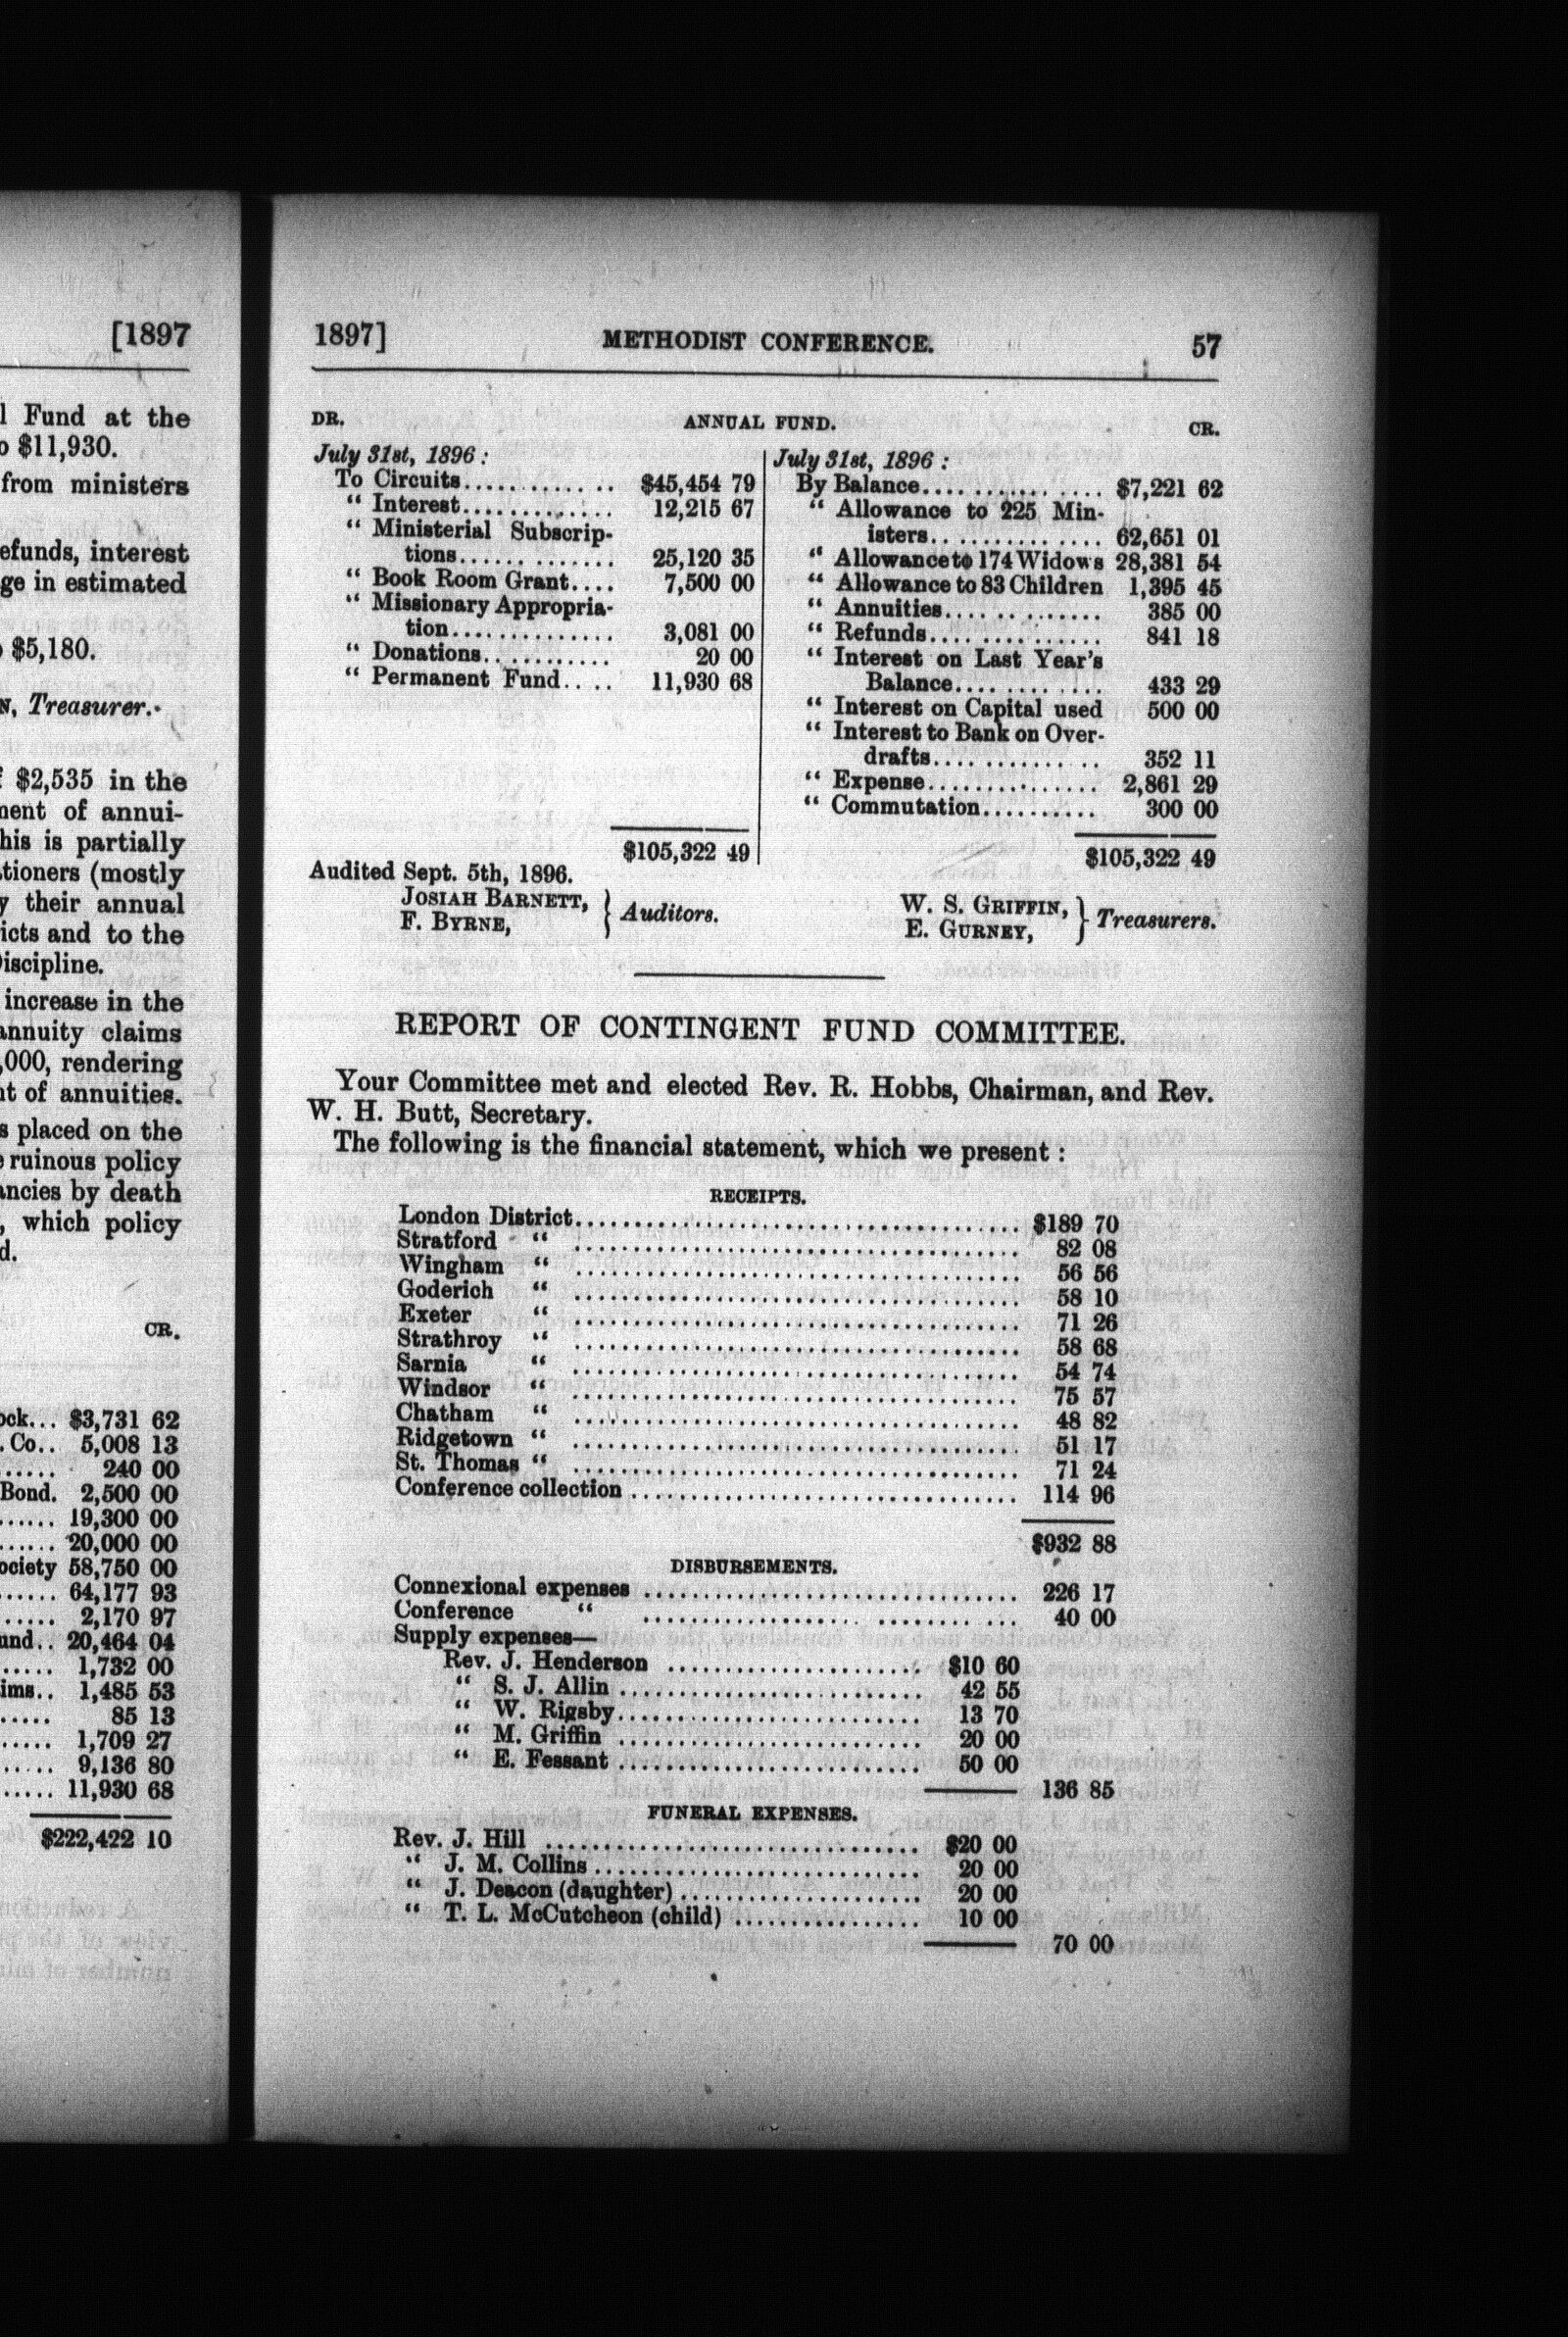 [1897
l Fund at the
$11,930.
from ministers
efunds, interest
ge in estimated
$5,180.
N, Treasurer.
$2,535 in the
ment of annui-
his is partially
tioners (mostly
y their annual
icts and to the
iscipline.
increase in the
annuity claims
,000, rendering
nt of annuities.
s placed on the
e ruinous policy
ancies by death
, which policy
d.
CR.
ock... $3,731 62
. Co.. 5,008 13
...... 240 00
Bond. 2,500 00
...... 19,300 00
...... 20,000 00
ociety 58,750 00
...... 64,177 93
...... 2,170 97
und.. 20,464 04
...... 1,732 00
ims.. 1,485 53
..... 85 13
..... 1,709 27
..... 9,136 80
..... 11,930 68
$222,422 10
1897] METHODIST CONFERENCE. 57
DR. ANNUAL FUND. CR.
July 31st, 1896 :
To Circuits............ $45,454 79
“ Interest............. 12,215 67
“ Ministerial Subscrip-
tions............. 25,120 35
“ Book Room Grant.... 7,500 00
“ Missionary Appropria-
tion.............. 3,081 00
“ Donations........... 20 00
“ Permanent Fund.... 11,930 68
$105,322 49
July 31st, 1896 :
By Balance............... $7,221 62
“ Allowance to 225 Min-
isters.............. 62,651 01
“ Allowance to 174 Widows 28,381 54
“ Allowance to 83 Children 1,395 45
“ Annuities............. 385 00
“ Refunds.............. 841 18
“ Interest on Last Year's
Balance............ 433 29
“ Interest on Capital used 500 00
“ Interest to Bank on Over-
drafts.............. 352 11
“ Expense.............. 2,861 29
“ Commutation.......... 300 00
$105,322 49
Audited Sept. 5th, 1896.
JOSIAH BARNETT, } Auditors.
F. BYRNE,
W. S. GRIFFIN, } Treasurers.
E. GURNEY,
REPORT OF CONTINGENT FUND COMMITTEE.
Your Committee met and elected Rev. R. Hobbs, Chairman, and Rev.
W. H. Butt, Secretary.
The following is the financial statement, which we present :
RECEIPTS.
London District........................................ $189 70
Stratford “ ........................................ 82 08
Wingham “ ........................................ 56 56
Goderich “ ........................................ 58 10
Exeter “ ........................................ 71 26
Strathroy “ ........................................ 58 68
Sarnia “ ........................................ 54 74
Windsor “ ........................................ 75 57
Chatham “ ........................................ 48 82
Ridgetown “ ........................................ 51 17
St. Thomas “ ........................................ 71 24
Conference collection ................................... 114 96
$932 88
DISBURSEMENTS.
Connexional expenses .................................. 226 17
Conference “ .................................. 40 00
Supply expenses—
Rev. J. Henderson ....................... $10 60
“ S. J. Allin ........................... 42 55
“ W. Rigsby........................... 13 70
“ M. Griffin ........................... 20 00
“ E. Fessant ........................... 50 00
136 85
FUNERAL EXPENSES.
Rev. J. Hill .................................. $20 00
“ J. M. Collins .............................. 20 00
“ J. Deacon (daughter) ...................... 20 00
“ T. L. McCutcheon (child) ................. 10 00
70 00